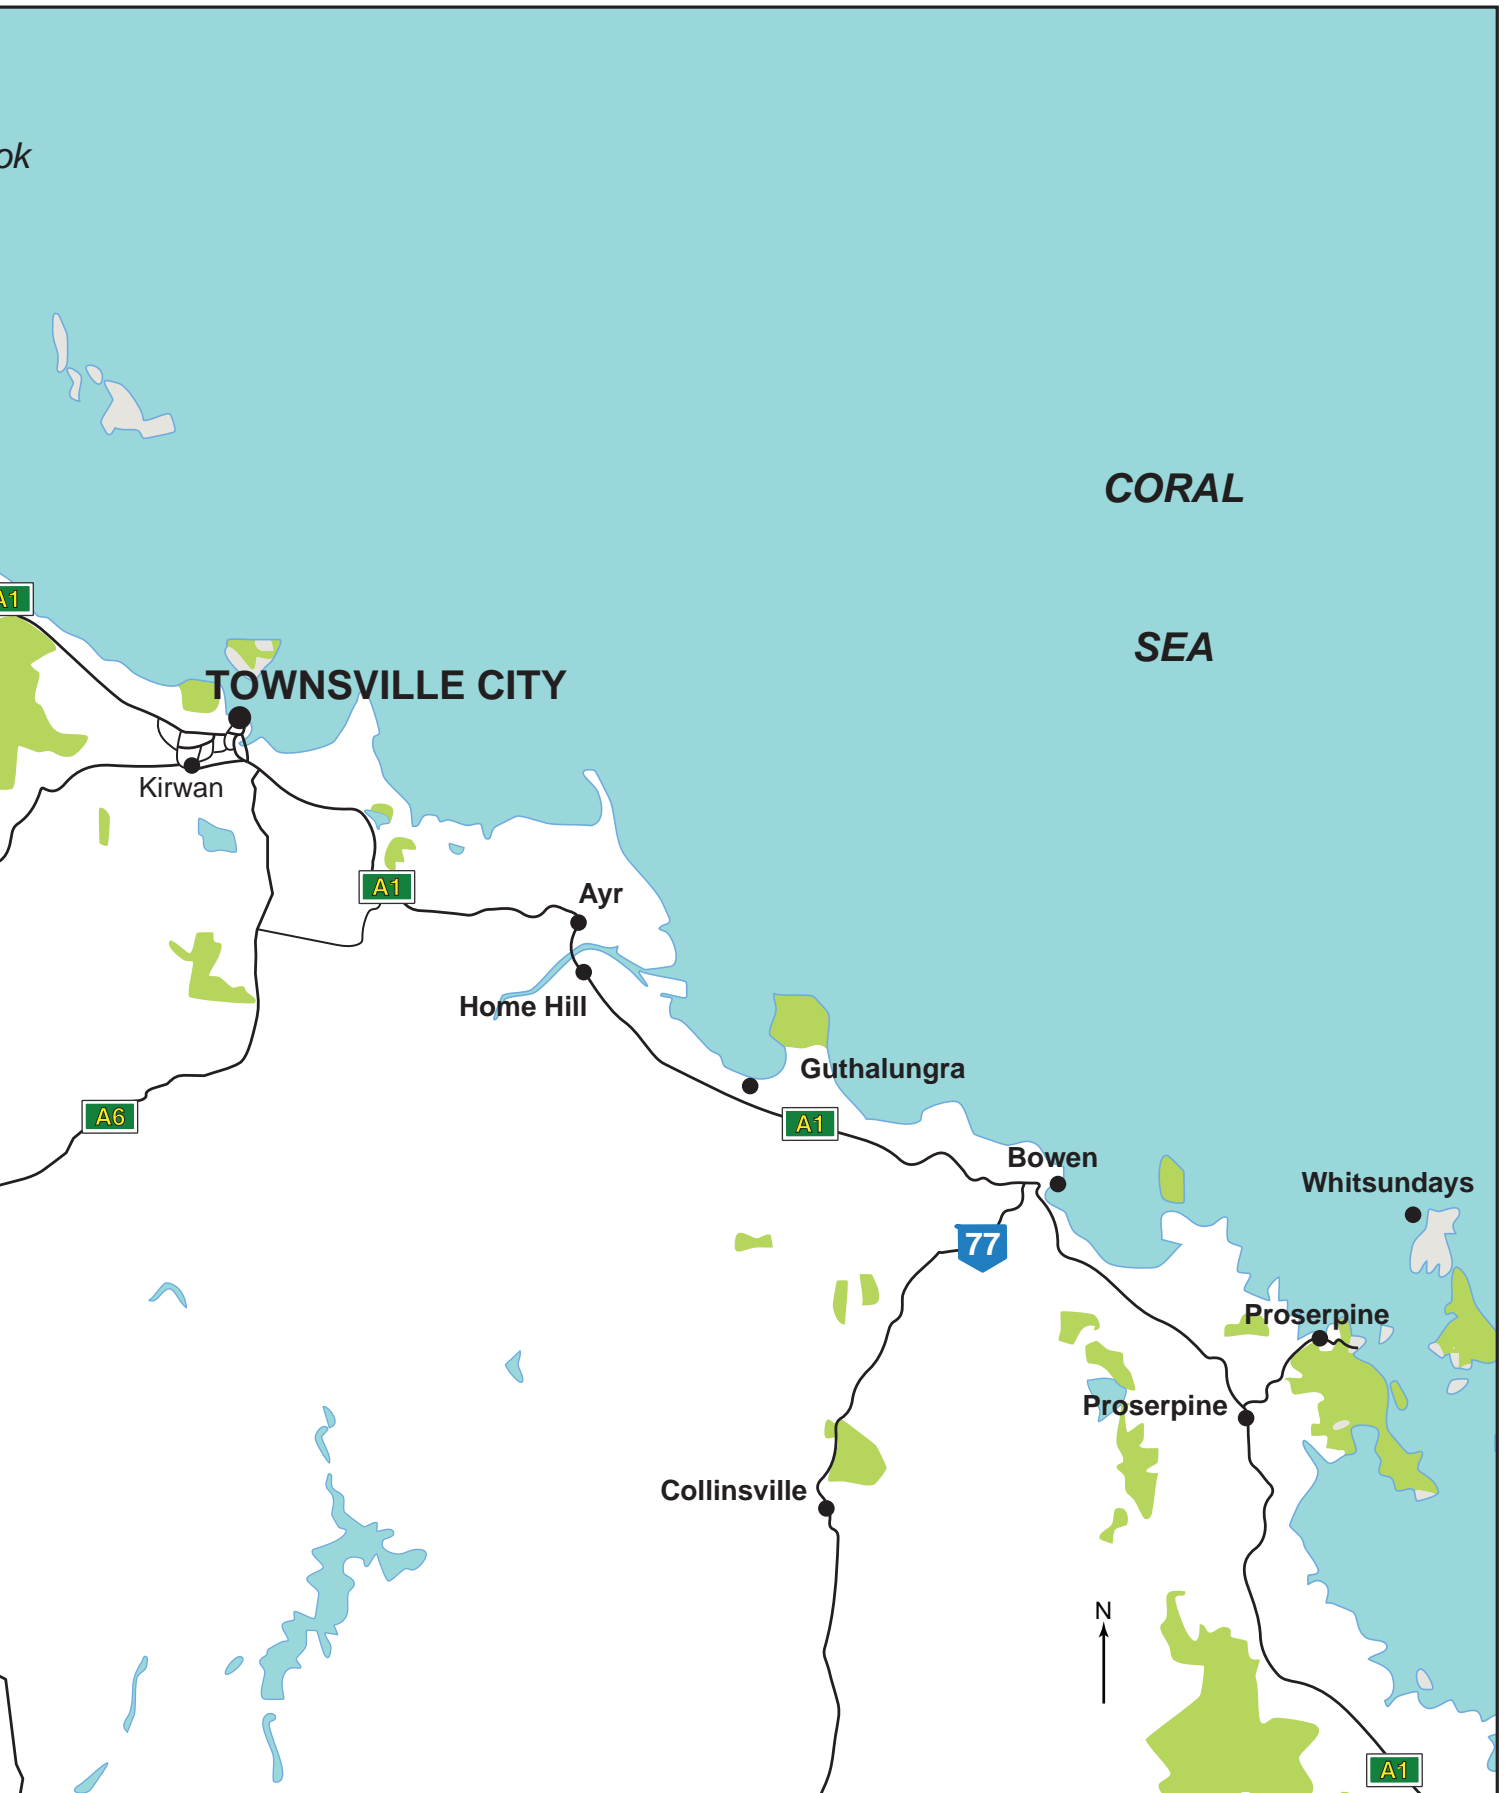 ok
CORAL
A1
SEA
TOWNSVILLE CITY
Kirwan
A1
Ayr
Home Hill
Guthalungra
A6
A1
Bowen
Whitsundays
77
Proserpine
Proserpine
Collinsville
N
A1